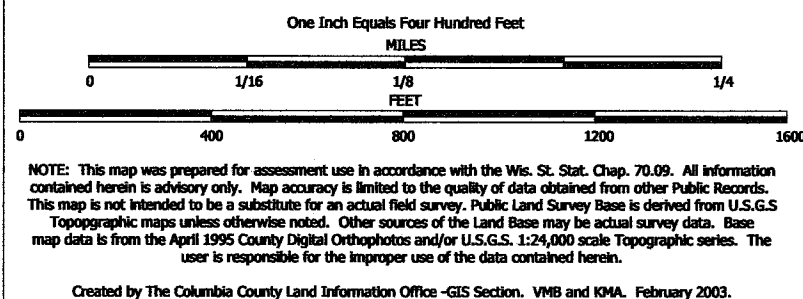 One Inch Equals Four Hundred Feet
MILES
0 1/16 1/8 1/4
FEET
0 400 800 1200 1600
NOTE: This map was prepared for assessment use in accordance with the Wis. St. Stat. Chap. 70.09. All information
contained herein is advisory only. Map accuracy is limited to the quality of data obtained from other Public Records.
This map is not intended to be a substitute for an actual field survey. Public Land Survey Base is derived from U.S.G.S
Topopgraphic maps unless otherwise noted. Other sources of the Land Base may be actual survey data. Base
map data is from the April 1995 County Digital Orthophotos and/or U.S.G.S. 1:24,000 scale Topographic series. The
user is responsible for the improper use of the data contained herein.
Created by The Columbia County Land Information Office -GIS Section. VMB and KMA. February 2003.